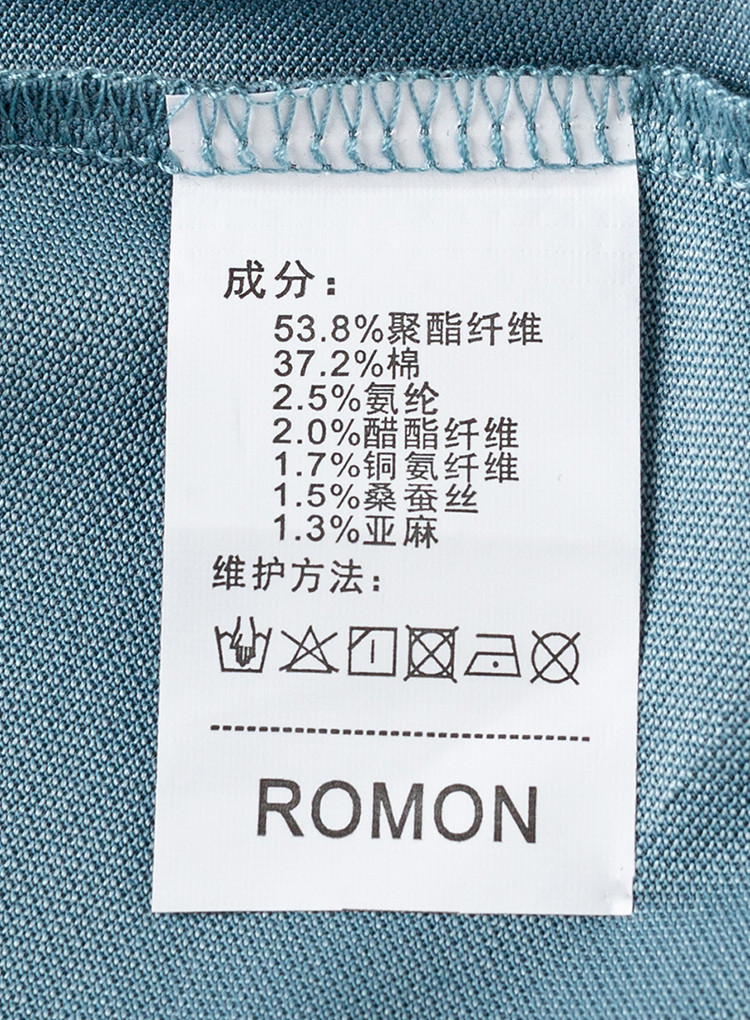 成分：
53.8%聚酯纤维
37.2%棉
2.5%氨纶
2.0%醋酯纤维
1.7%铜氨纤维
1.5%桑蚕丝
1.3%亚麻
维护方法：
ROMON